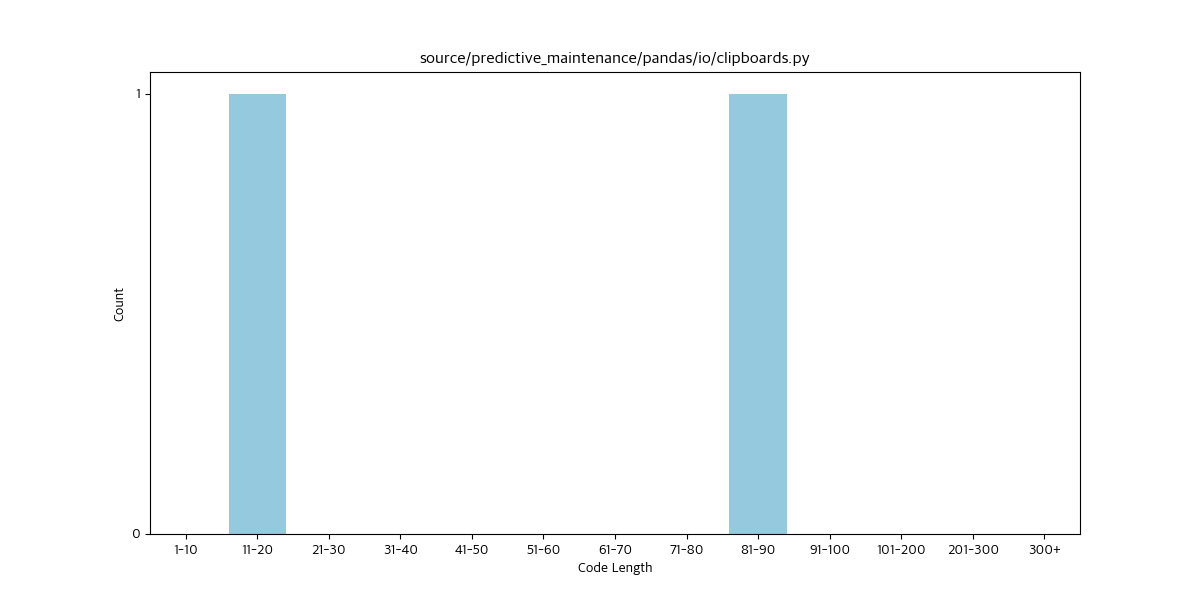 source/predictive_maintenance/pandas/io/clipboards.py
1
Count
0
1-10 11-20 21-30 31-40 41-50 51-60 61-70 71-80 81-90 91-100 101-200 201-300 300+
Code Length